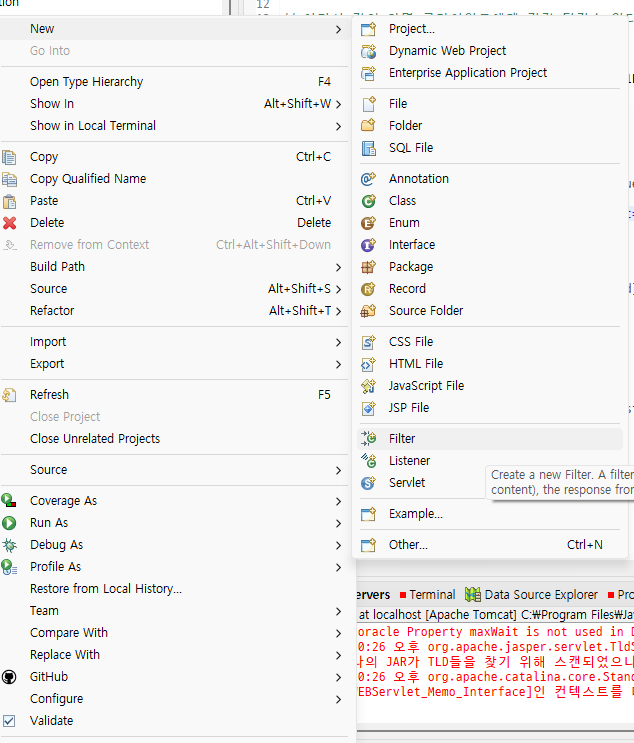 12
New
Go Into
Open Type Hierarchy F4
Show In Alt+Shift+W
Show in Local Terminal
Copy Ctrl+C
Copy Qualified Name
Paste Ctrl+V
Delete Delete
Remove from Context Ctrl+Alt+Shift+Down
Build Path
Source Alt+Shift+S
Refactor Alt+Shift+T
Import
Export
Refresh F5
Close Project
Close Unrelated Projects
Source
Coverage As
Run As
Debug As
Profile As
Restore from Local History...
Team
Compare With
Replace With
GitHub
Configure
Validate
Project...
Dynamic Web Project
Enterprise Application Project
File
Folder
SQL File
Annotation
Class
Enum
Interface
Package
Record
Source Folder
CSS File
HTML File
JavaScript File
JSP File
Filter
Listener
Servlet
Example...
Other... Ctrl+N
Create a new Filter. A filter
content), the response from
ervers Terminal Data Source Explorer Pro
at localhost [Apache Tomcat] C:₩Program Files₩Ja
oracle Property maxWait is not used in D
0:26 오후 org.apache.jasper.servlet.TldS
나의 JAR가 TLD들을 찾기 위해 스캔되었으나
0:26 오후 org.apache.catalina.core.Stand
EBServlet_Memo_Interface]인 컨텍스트를